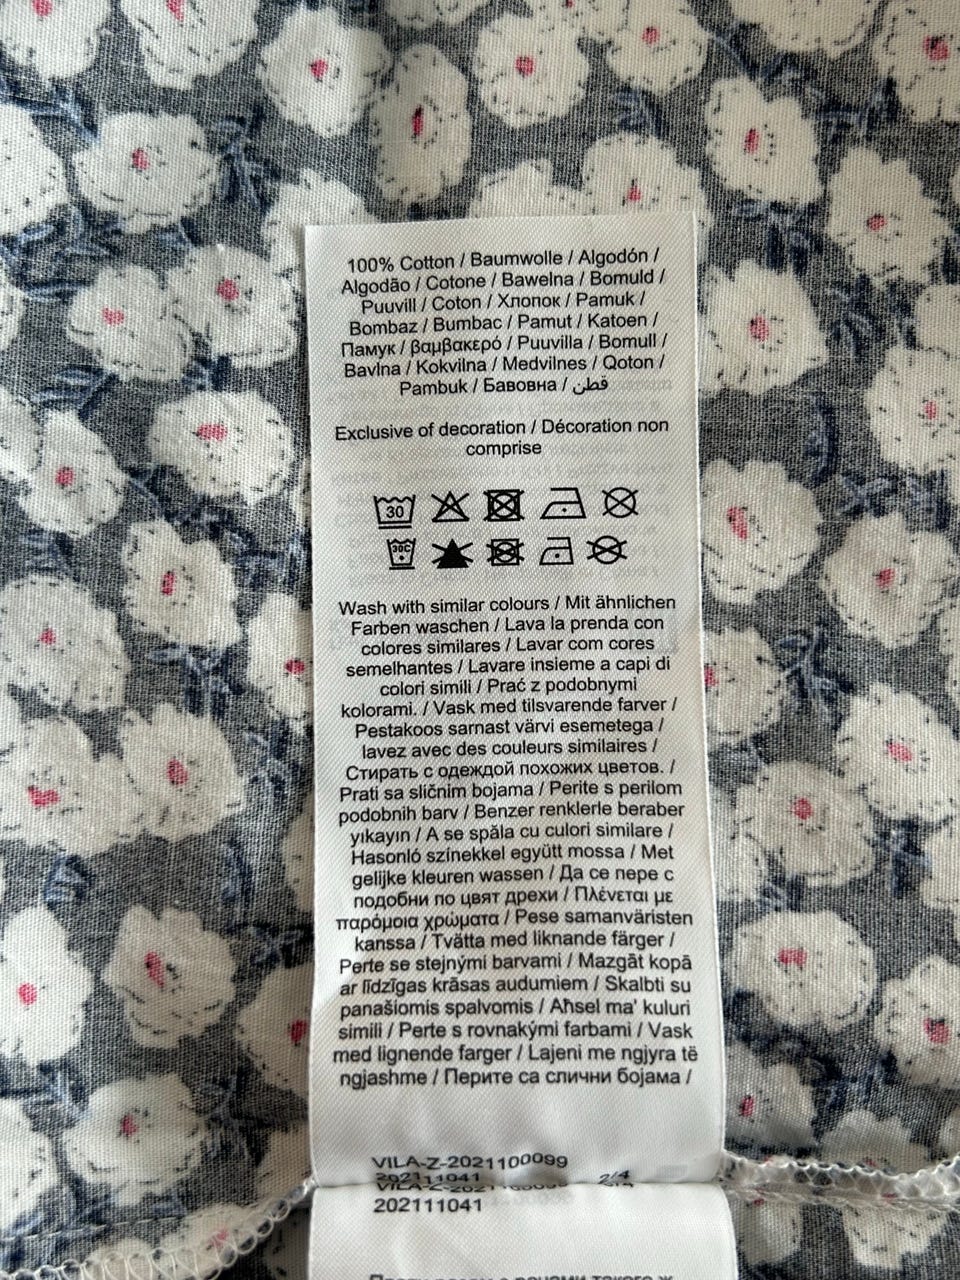 100% Cotton / Baumwolle / Algodón /
Algodão / Cotone / Bawełna / Bomuld /
Puuvill / Coton / Хлопок / Pamuk /
Bombaz / Bumbac / Pamut / Katoen /
Памук / βαμβακερό / Puuvilla / Bomull /
Bavlna / Kokvilna / Medvilnes / Qoton /
Pambuk / Бавовна / قطن
Exclusive of decoration / Décoration non
comprise
30
30C
Wash with similar colours / Mit ähnlichen
Farben waschen / Lava la prenda con
colores similares / Lavar com cores
semelhantes / Lavare insieme a capi di
colori simili / Prać z podobnymi
kolorami. / Vask med tilsvarende farver /
Pestakoos sarnast värvi esemetega /
lavez avec des couleurs similaires /
Стирать с одеждой похожих цветов. /
Prati sa sličnim bojama / Perite s perilom
podobnih barv / Benzer renklerle beraber
yıkayın / A se spăla cu culori similare /
Hasonló színekkel együtt mossa / Met
gelijke kleuren wassen / Да се пере с
подобни по цвят дрехи / Πλένεται με
παρόμοια χρώματα / Pese samanväristen
kanssa / Tvätta med liknande färger /
Perte se stejnými barvami / Mazgāt kopā
ar līdzīgas krāsas audumiem / Skalbti su
panašiomis spalvomis / Aħsel ma' kuluri
simili / Perte s rovnakými farbami / Vask
med lignende farger / Lajeni me ngjyra të
ngjashme / Перите са слични бојама /
VILA-Z-2021100099
202111041 2/4
202111041